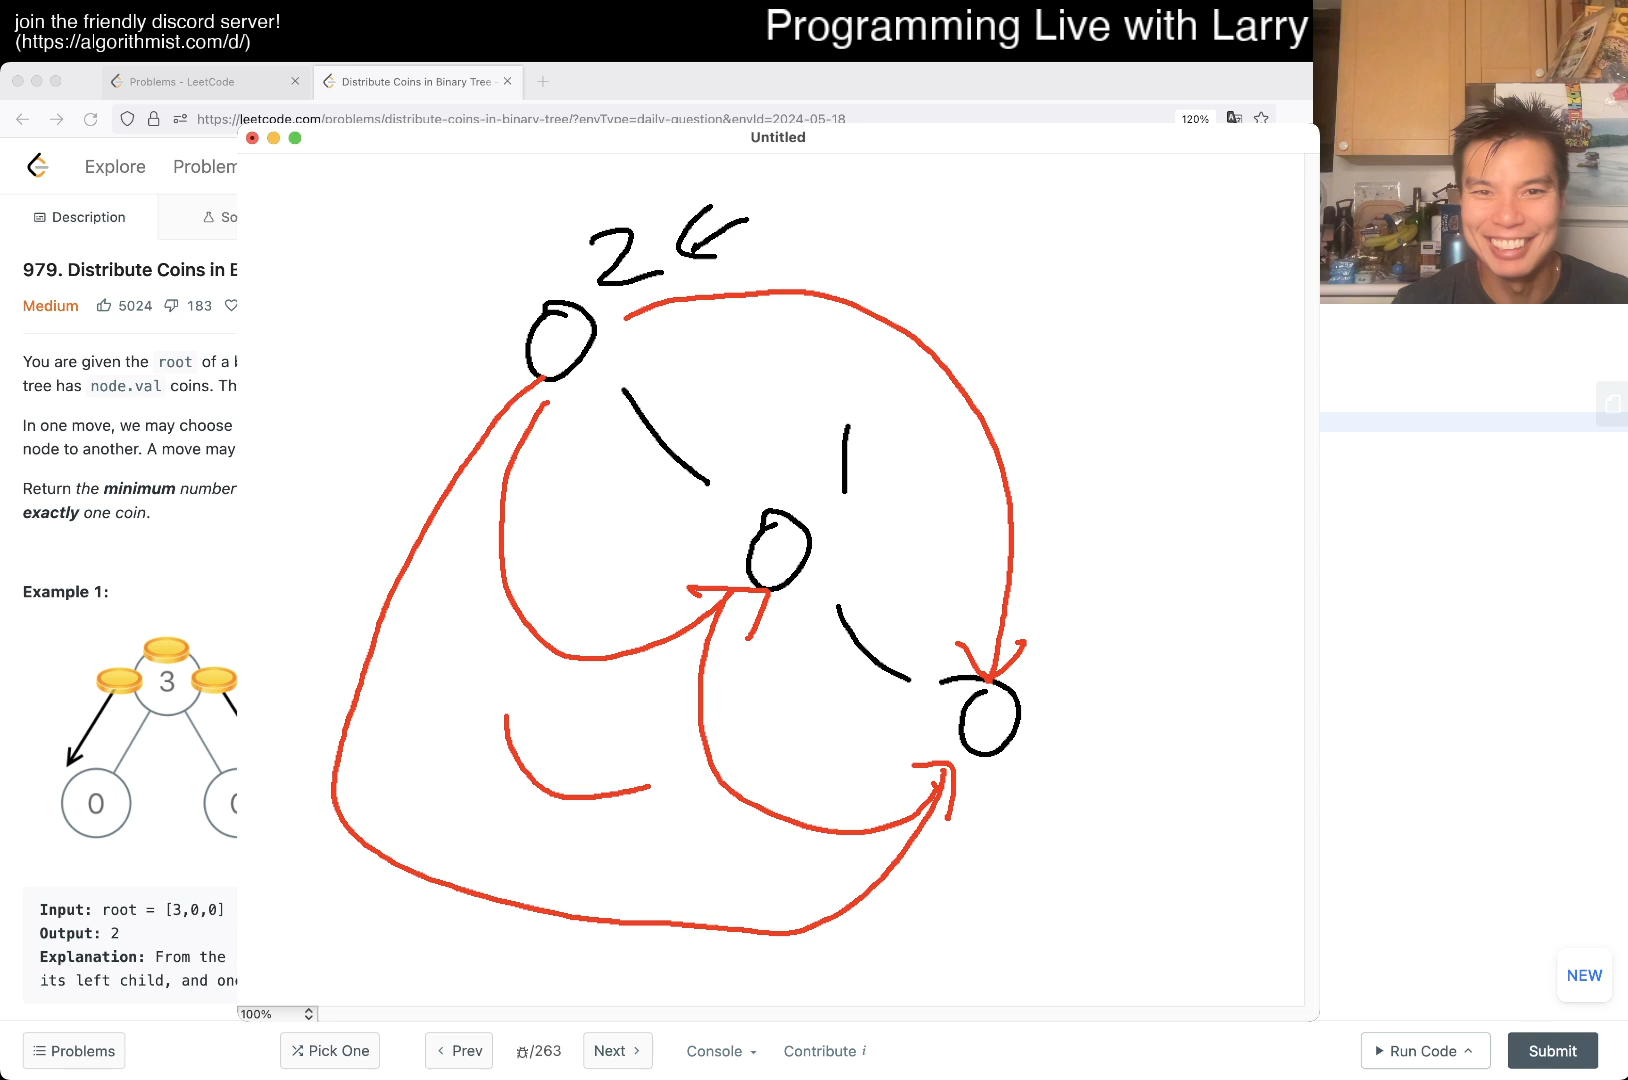 join the friendly discord server!
(https://algorithmist.com/d/)
Programming Live with Larry
Problems - LeetCode
Distribute Coins in Binary Tree -
https://leetcode.com/problems/distribute-coins-in-binary-tree/?envType=daily-question&envId=2024-05-18
120%
Untitled
Explore
Problem
Description
So
979. Distribute Coins in B
Medium
5024
183
You are given the root of a b
tree has node.val coins. Th
In one move, we may choose
node to another. A move may
Return the minimum number
exactly one coin.
Example 1:
3
0
Input: root = [3,0,0]
Output: 2
Explanation: From the
its left child, and one
2
1
100%
NEW
Problems
Pick One
Prev
/263
Next
Console
Contribute i
Run Code
Submit